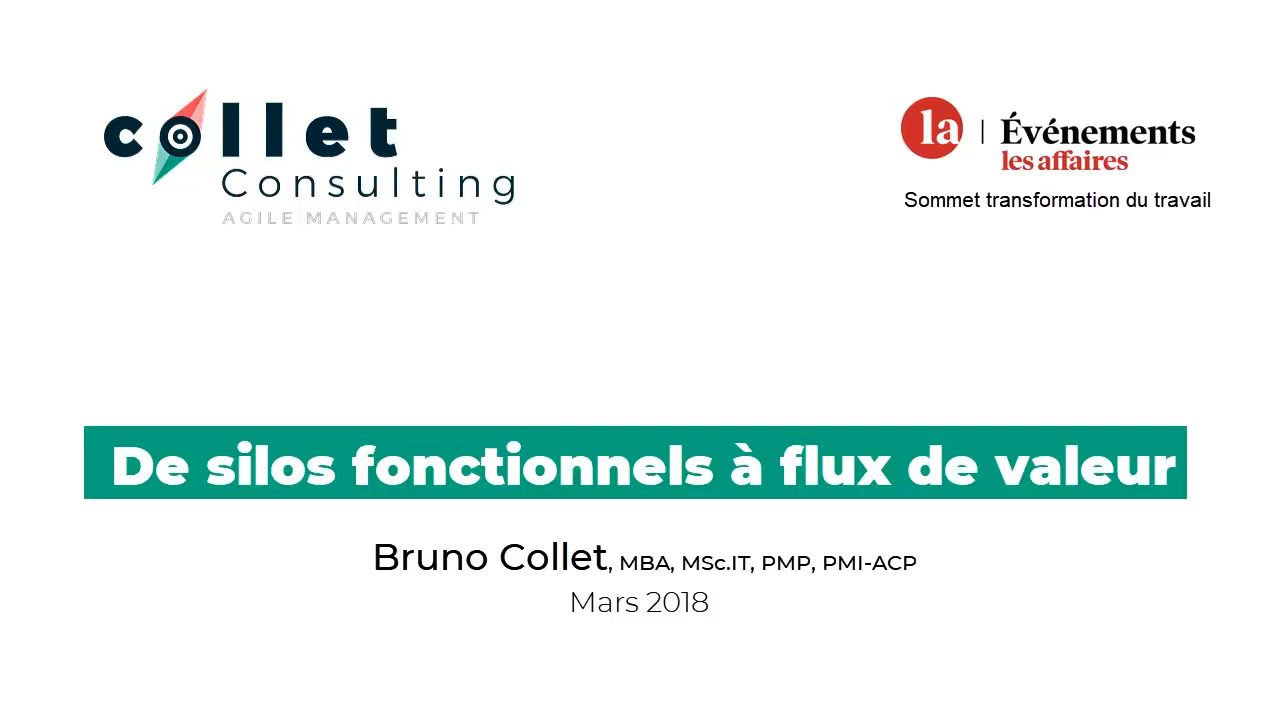 collet
Consulting
AGILE MANAGEMENT
la | Événements
les affaires
Sommet transformation du travail
De silos fonctionnels à flux de valeur
Bruno Collet, MBA, MSc.IT, PMP, PMI-ACP
Mars 2018